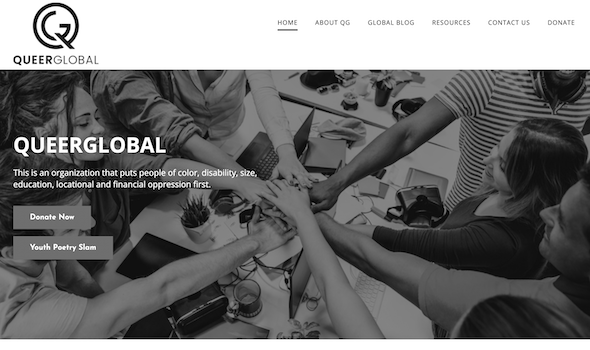 HOME ABOUT QG GLOBAL BLOG RESOURCES CONTACT US DONATE
QUEERGLOBAL
QUEERGLOBAL
This is an organization that puts people of color, disability, size,
education, locational and financial oppression first.
Donate Now
Youth Poetry Slam